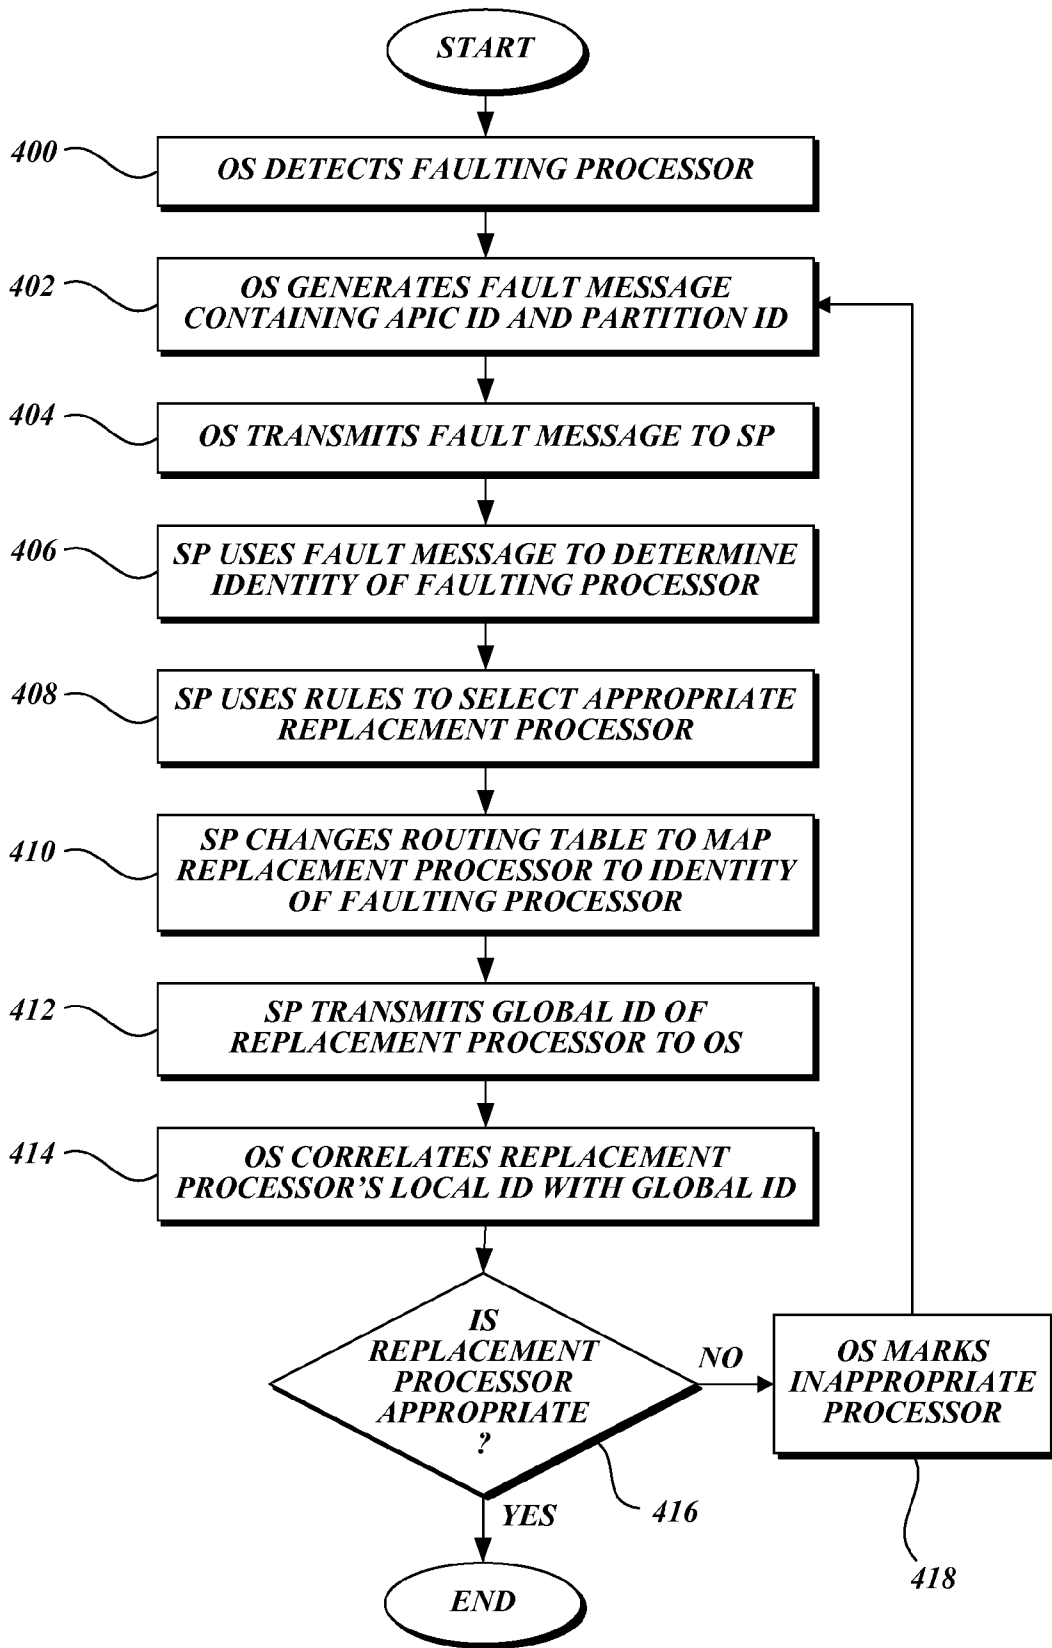 START
400
OS DETECTS FAULTING PROCESSOR
402
OS GENERATES FAULT MESSAGE
CONTAINING APIC ID AND PARTITION ID
404
OS TRANSMITS FAULT MESSAGE TO SP
406
SP USES FAULT MESSAGE TO DETERMINE
IDENTITY OF FAULTING PROCESSOR
408
SP USES RULES TO SELECT APPROPRIATE
REPLACEMENT PROCESSOR
410
SP CHANGES ROUTING TABLE TO MAP
REPLACEMENT PROCESSOR TO IDENTITY
OF FAULTING PROCESSOR
412
SP TRANSMITS GLOBAL ID OF
REPLACEMENT PROCESSOR TO OS
414
OS CORRELATES REPLACEMENT
PROCESSOR'S LOCAL ID WITH GLOBAL ID
IS
REPLACEMENT
PROCESSOR
APPROPRIATE
?
416
NO
OS MARKS
INAPPROPRIATE
PROCESSOR
418
YES
END